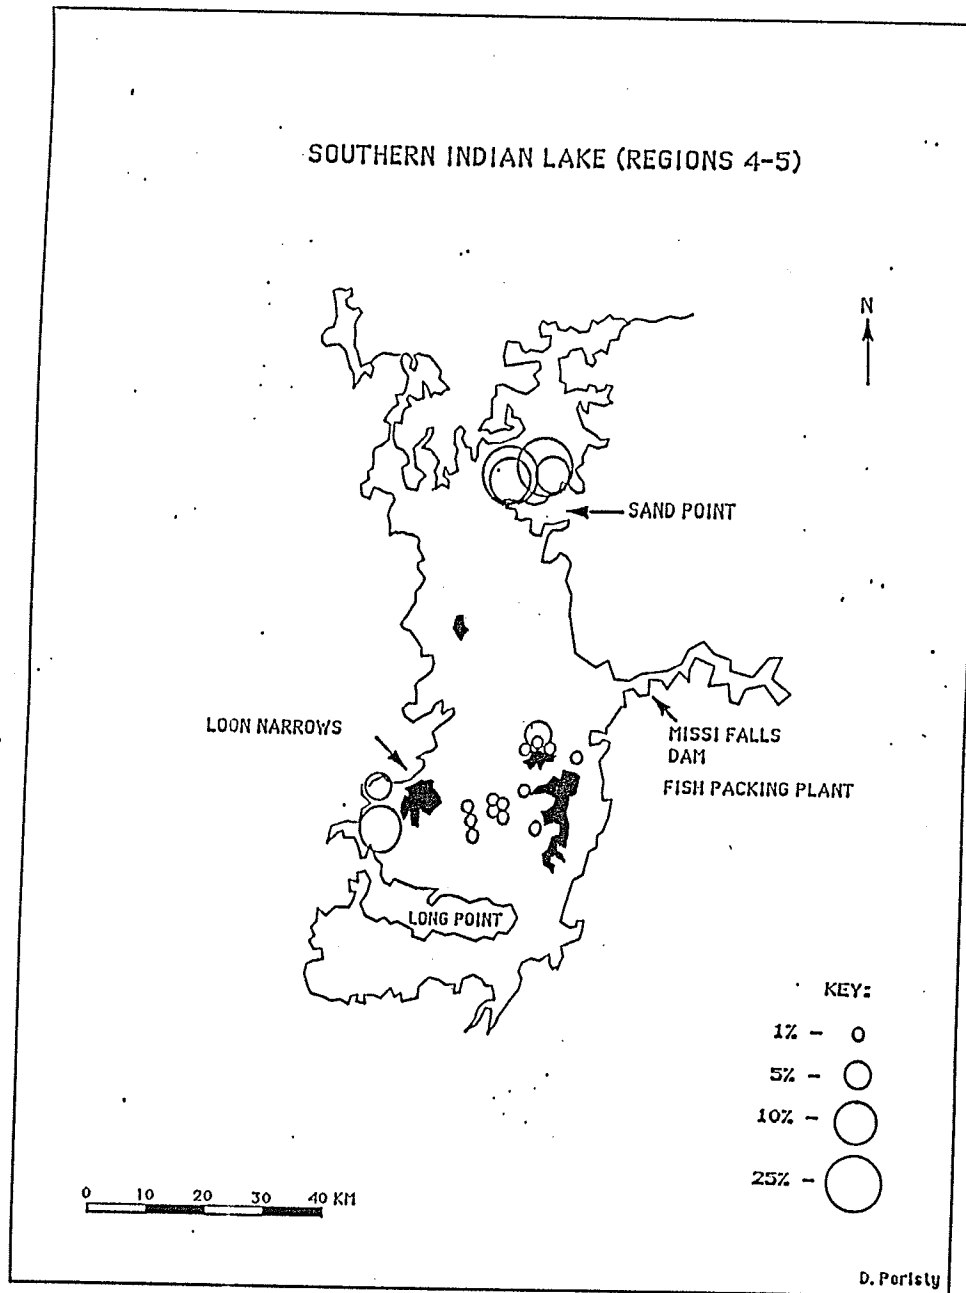 SOUTHERN INDIAN LAKE (REGIONS 4-5)
N
SAND POINT
LOON NARROWS
MISSI FALLS
DAM
FISH PACKING PLANT
LONG POINT
KEY:
1% -
5% -
10% -
25% -
0 10 20 30 40 KM
D. Poristy